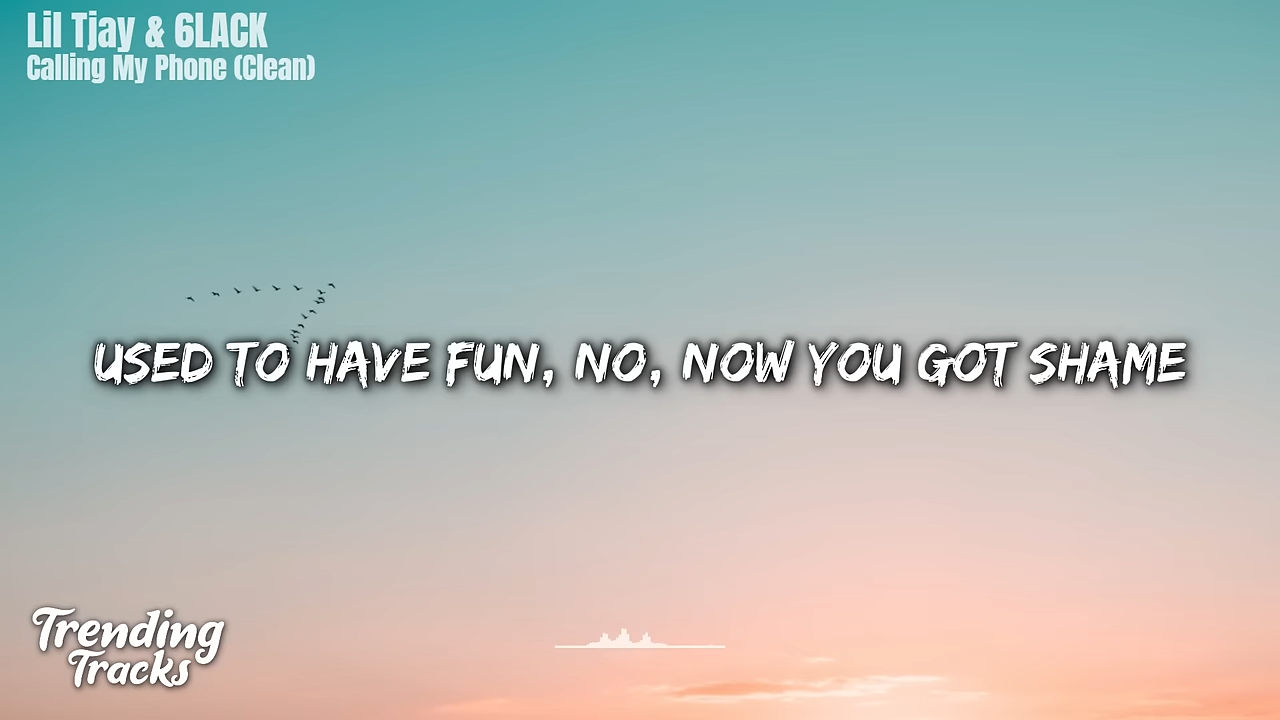 Lil Tjay & 6LACK
Calling My Phone (Clean)
USED TO HAVE FUN, NO, NOW YOU GOT SHAME
Trending
Tracks